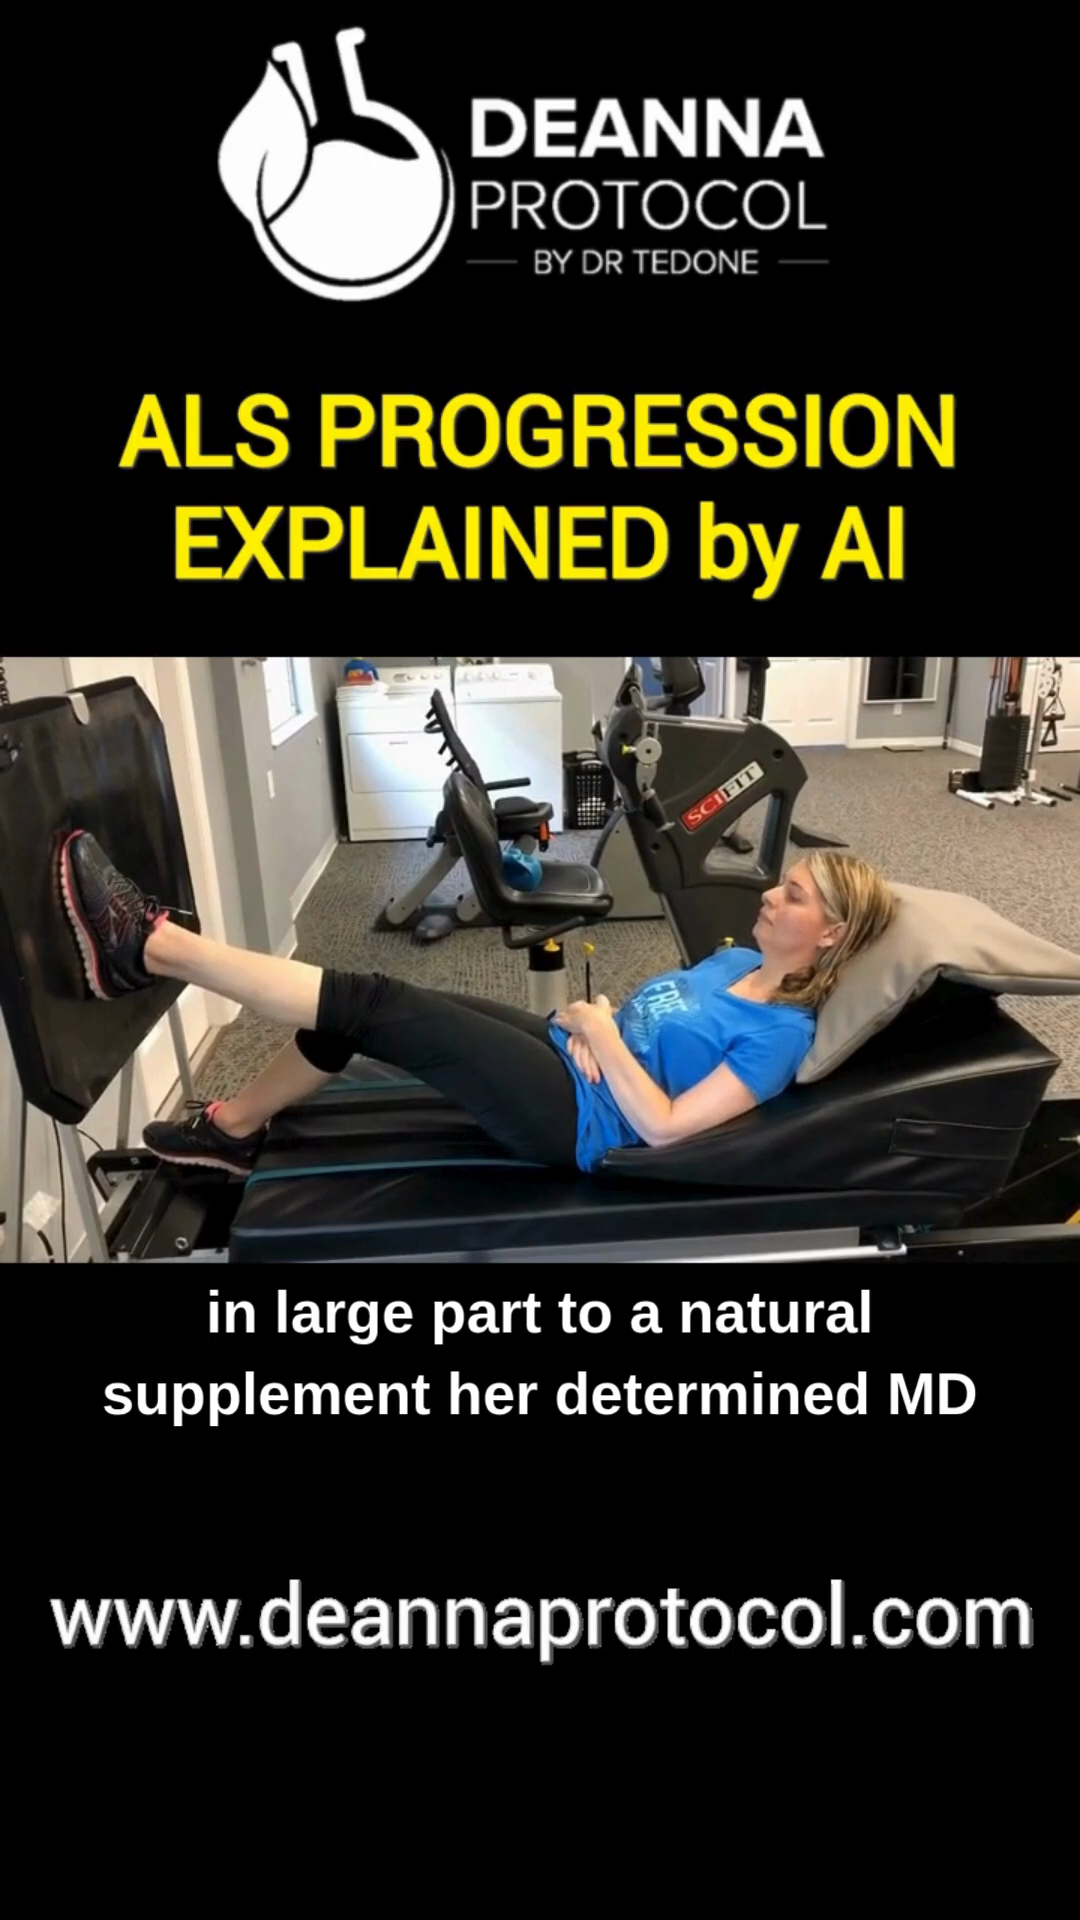 DEANNA
PROTOCOL
BY DR TEDONE
ALS PROGRESSION
EXPLAINED by AI
SCIFIT
FREE
in large part to a natural
supplement her determined MD
www.deannaprotocol.com